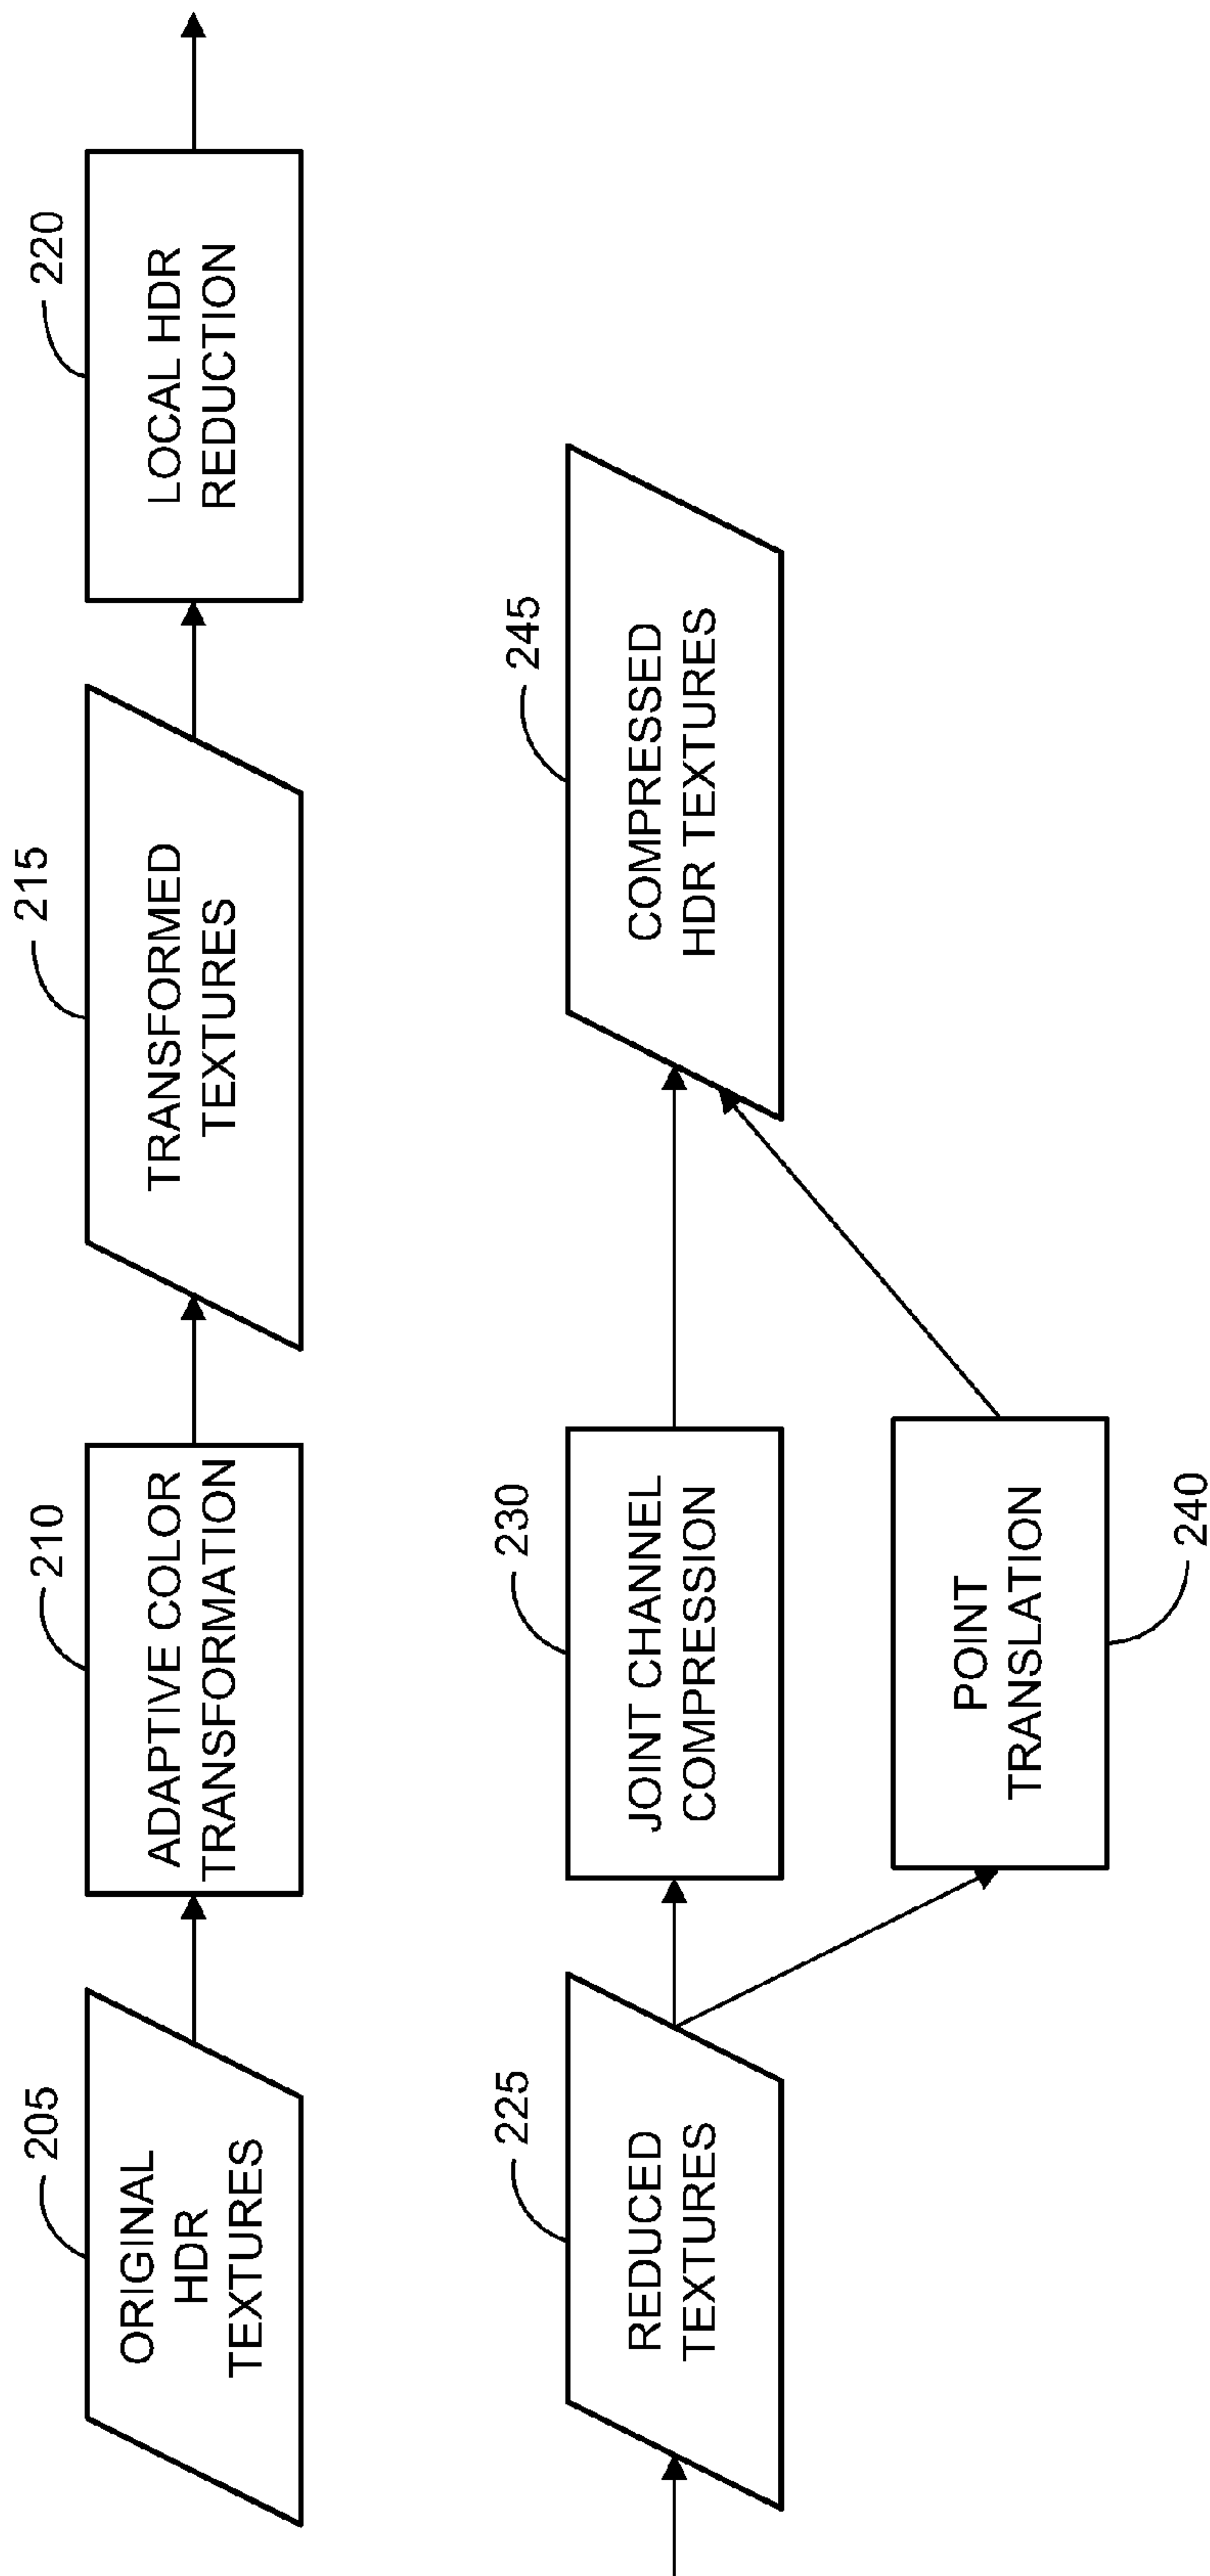 205
ORIGINAL
HDR
TEXTURES
210
ADAPTIVE COLOR
TRANSFORMATION
215
TRANSFORMED
TEXTURES
220
LOCAL HDR
REDUCTION
225
REDUCED
TEXTURES
230
JOINT CHANNEL
COMPRESSION
POINT
TRANSLATION
240
245
COMPRESSED
HDR TEXTURES